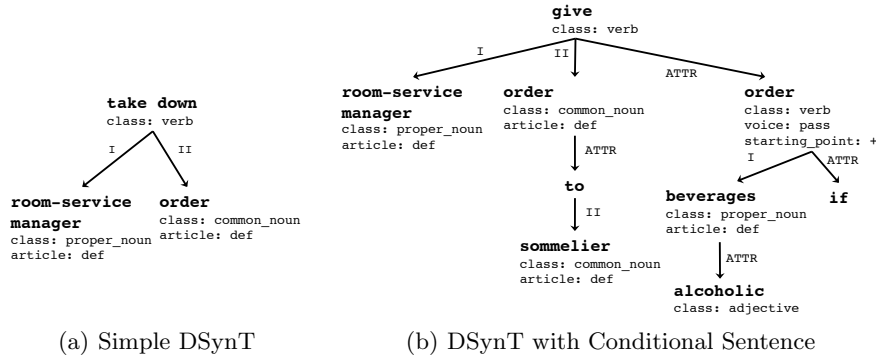 give
class: verb
I
II
ATTR
room-service
manager
class: proper_noun
article: def
order
class: common_noun
article: def
order
class: verb
voice: pass
starting_point: +
take down
class: verb
I
II
room-service
manager
class: proper_noun
article: def
order
class: common_noun
article: def
ATTR
to
II
sommelier
class: common_noun
article: def
I
ATTR
beverages
class: proper_noun
article: def
if
ATTR
alcoholic
class: adjective
(a) Simple DSynT
(b) DSynT with Conditional Sentence